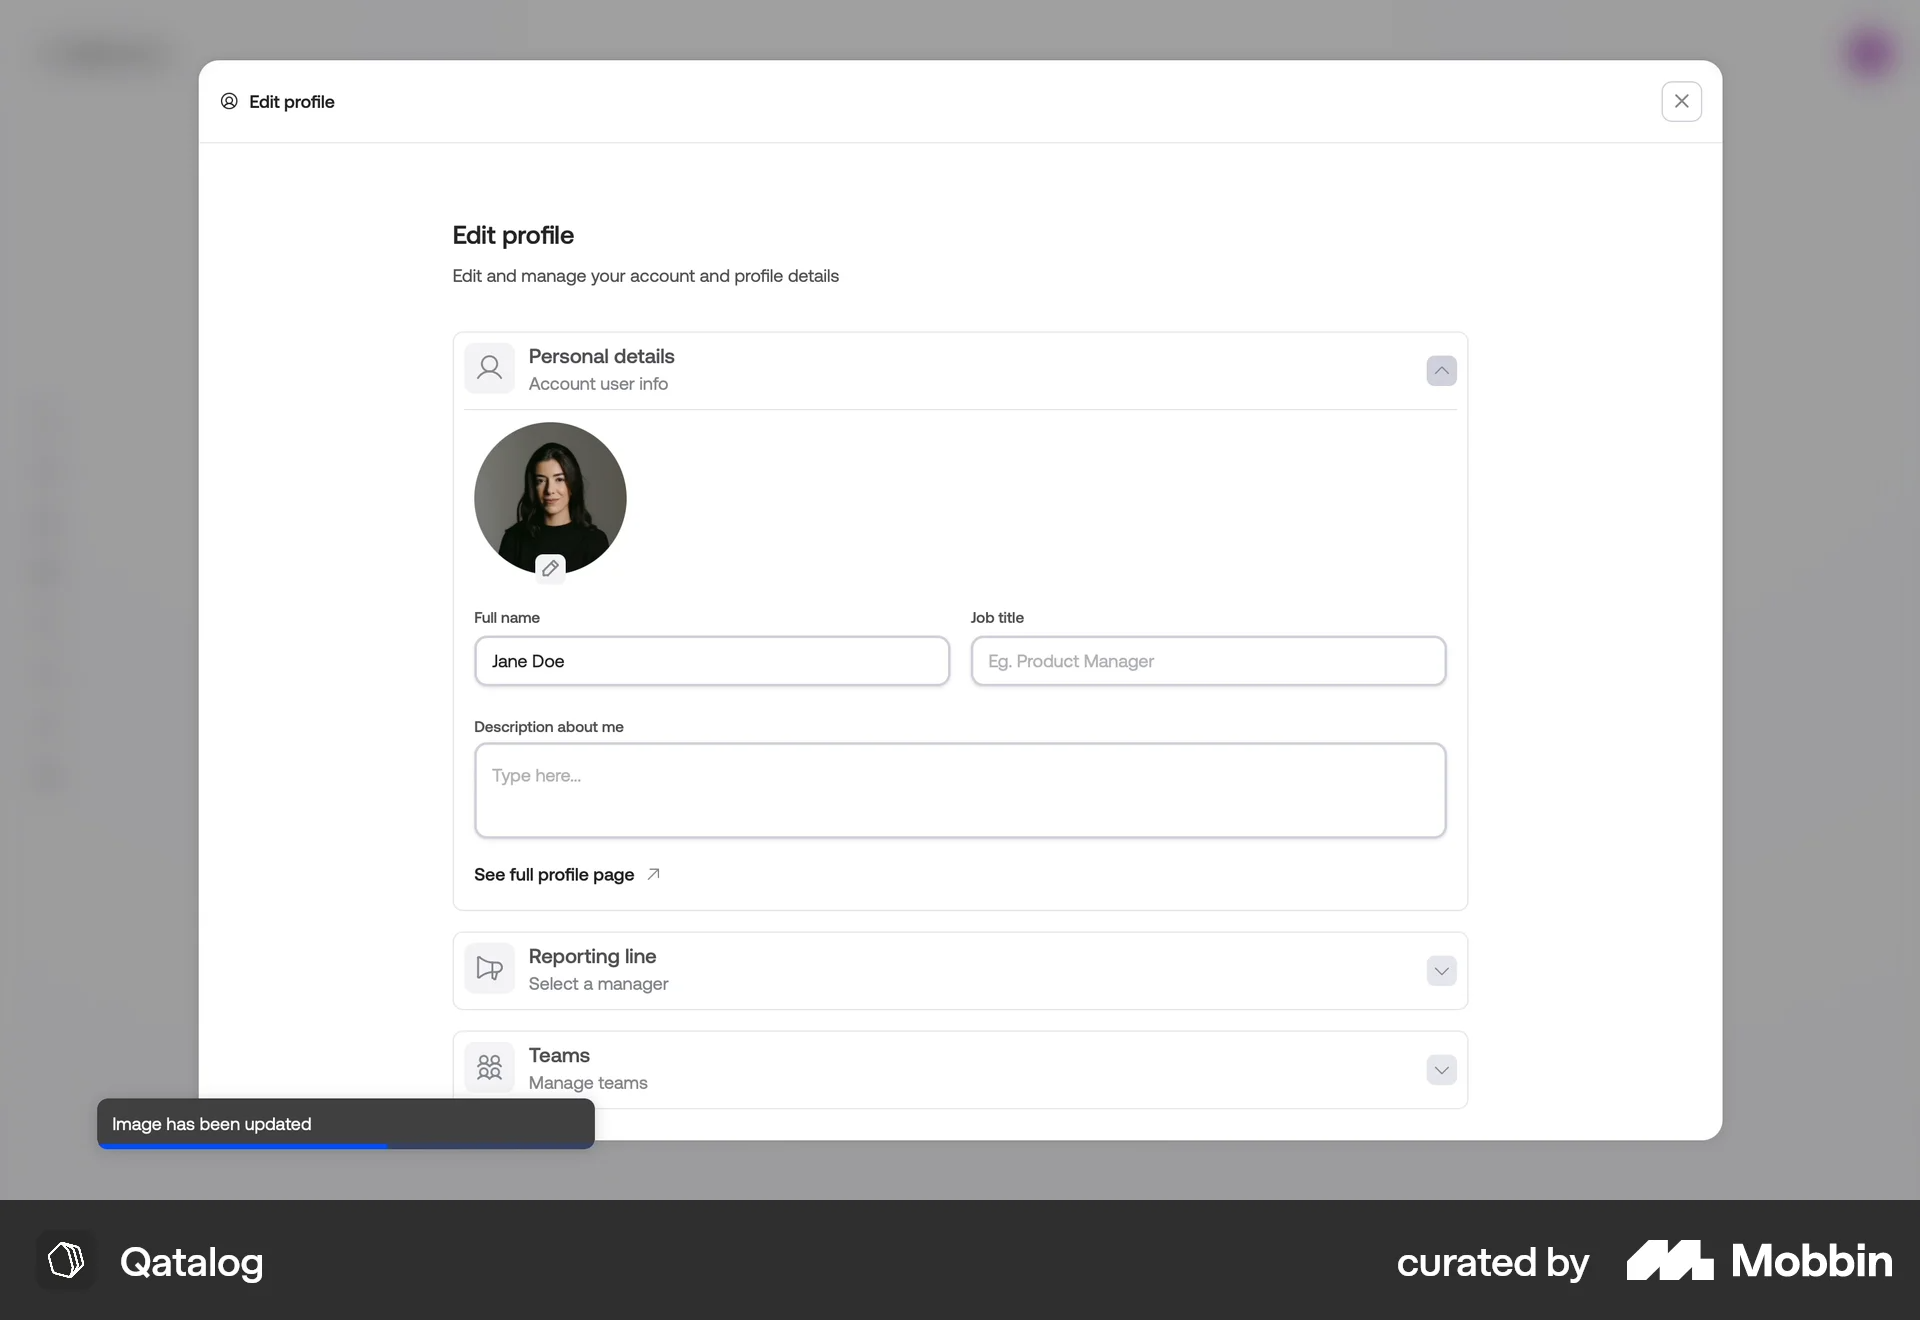 Edit profile
Edit profile
Edit and manage your account and profile details
Personal details
Account user info
Full name
Job title
Jane Doe
Eg. Product Manager
Description about me
Type here...
See full profile page
Reporting line
Select a manager
Teams
Manage teams
Image has been updated
Qatalog
curated by
Mobbin